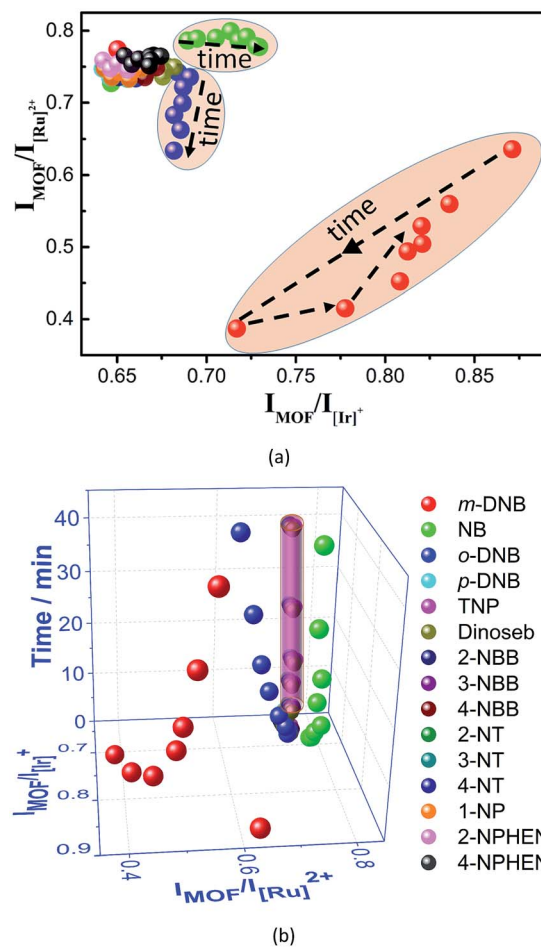 0.8
0.7
0.6
0.5
0.4
I_MOF/I_[Ru]²⁺
time
time
time
0.65 0.70 0.75 0.80 0.85
I_MOF/I_[Ir]⁺
(a)
40
30
20
10
0
Time / min
0.7
0.8
0.9
I_MOF/I_[Ir]⁺
0.4 0.6 0.8
I_MOF/I_[Ru]²⁺
m-DNB
NB
o-DNB
p-DNB
TNP
Dinoseb
2-NBB
3-NBB
4-NBB
2-NT
3-NT
4-NT
1-NP
2-NPHEN
4-NPHEN
(b)